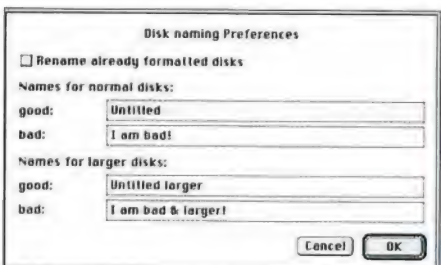 Disk naming Preferences
Rename already formatted disks
Names for normal disks:
good: Untitled
bad: I am bad!
Names for larger disks:
good: Untitled larger
bad: I am bad & larger!
Cancel OK